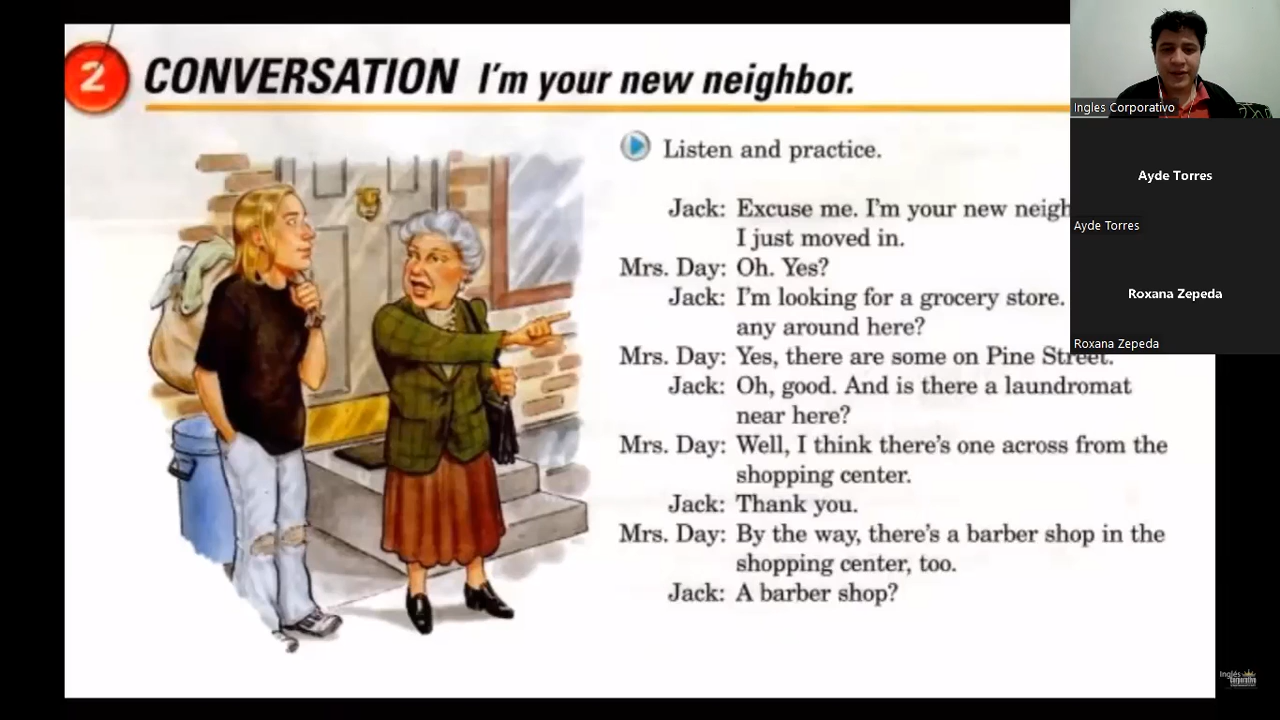 2 CONVERSATION I'm your new neighbor.
Listen and practice.
Jack: Excuse me. I'm your new neigh
I just moved in.
Mrs. Day: Oh. Yes?
Jack: I'm looking for a grocery store.
any around here?
Mrs. Day: Yes, there are some on Pine Street.
Jack: Oh, good. And is there a laundromat
near here?
Mrs. Day: Well, I think there's one across from the
shopping center.
Jack: Thank you.
Mrs. Day: By the way, there's a barber shop in the
shopping center, too.
Jack: A barber shop?
Ingles Corporativo
Ayde Torres
Ayde Torres
Roxana Zepeda
Roxana Zepeda
Inglés
Corporativo